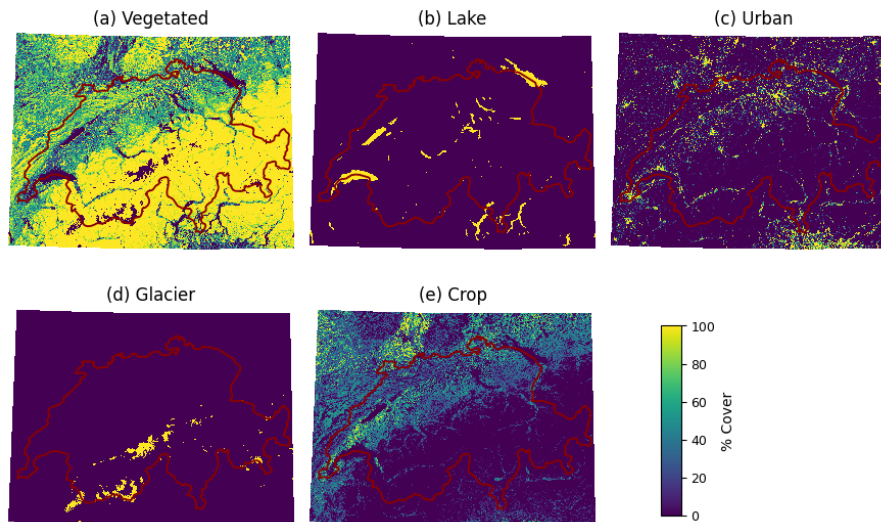 (a) Vegetated
(b) Lake
(c) Urban
(d) Glacier
(e) Crop
100
80
60
40
20
0
% Cover